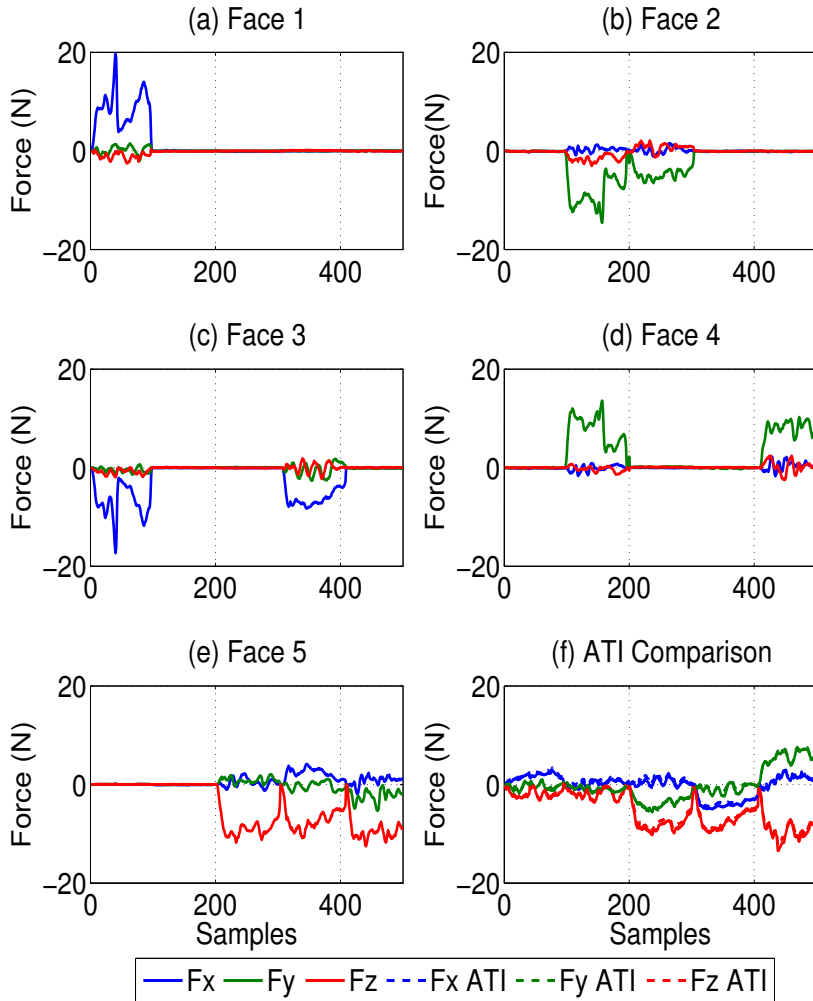 (a) Face 1
(b) Face 2
Force (N)
20
0
−20
0 200 400
Force(N)
20
0
−20
0 200 400
(c) Face 3
(d) Face 4
Force (N)
20
0
−20
0 200 400
Force (N)
20
0
−20
0 200 400
(e) Face 5
(f) ATI Comparison
Force (N)
20
0
−20
0 200 400
Samples
Force (N)
20
0
−20
0 200 400
Samples
Fx Fy Fz Fx ATI Fy ATI Fz ATI